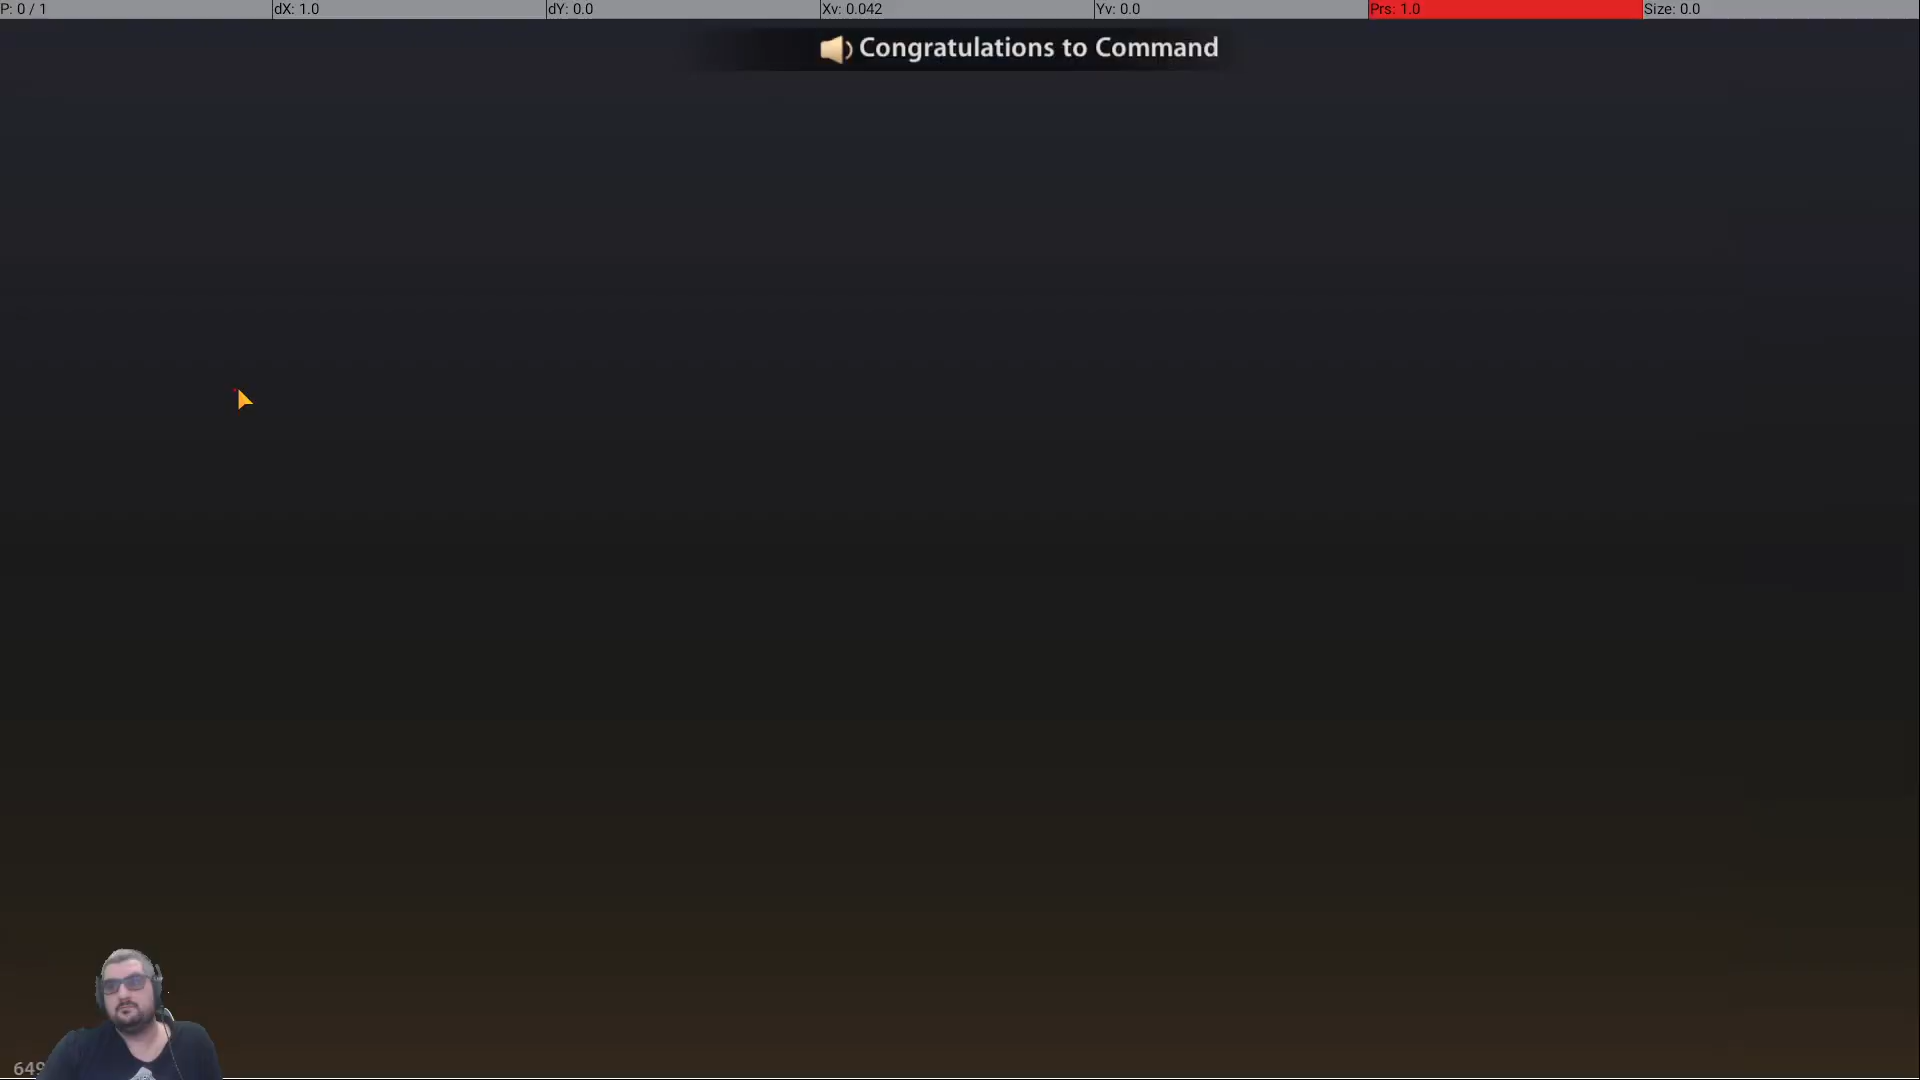 P: 0 / 1 dX: 1.0 dY: 0.0 Xv: 0.042 Yv: 0.0 Prs: 1.0 Size: 0.0
Congratulations to Command
649